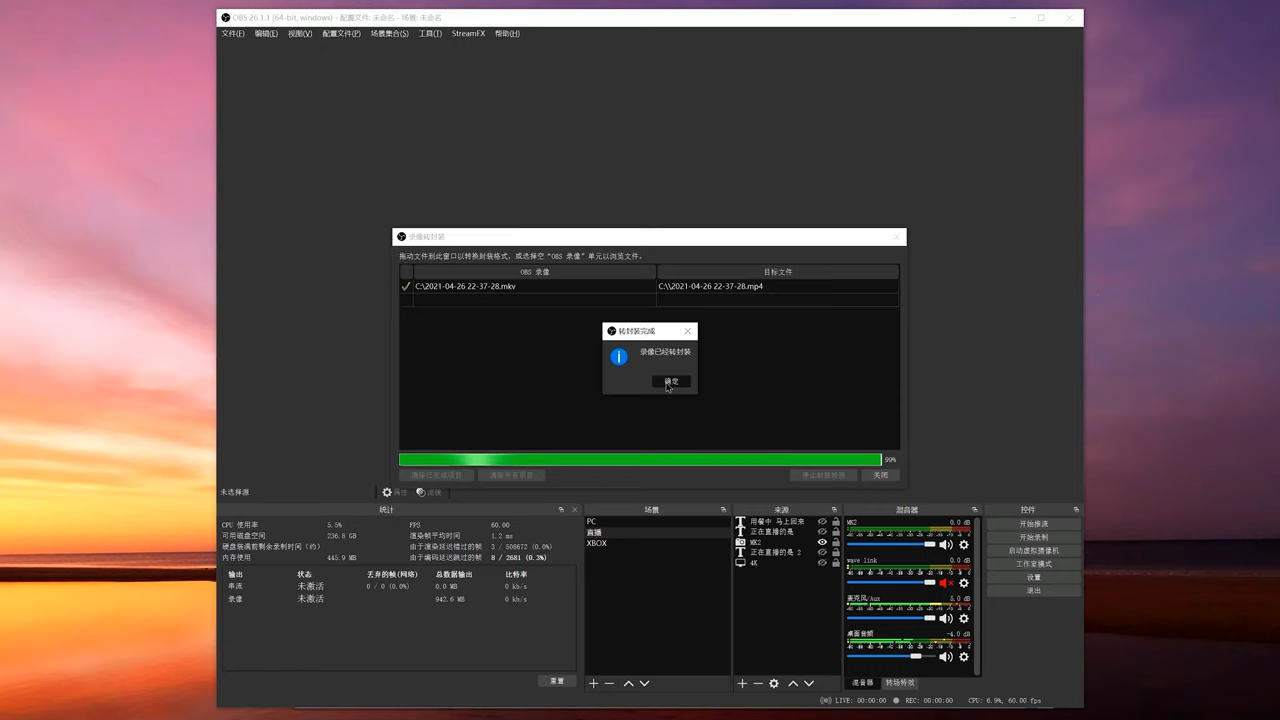 OBS 26.1.1 (64-bit, windows) - 配置文件: 未命名 - 场景: 未命名
文件(F) 编辑(E) 视图(V) 配置文件(P) 场景集合(S) 工具(T) StreamFX 帮助(H)
录像转封装
拖动文件到此窗口以转换封装格式，或选择空 "OBS 录像" 单元以浏览文件。
OBS 录像 目标文件
C:\2021-04-26 22-37-28.mkv C:\\2021-04-26 22-37-28.mp4
转封装完成
录像已经转封装
确定
99%
清除已完成项目 清除所有项目 停止封装转换 关闭
未选择源 属性 滤镜
统计
CPU 使用率 5.5%
可用磁盘空间 236.8 GB
硬盘装满前剩余录制时间（约）
内存使用 445.9 MB
FPS 60.00
渲染帧平均时间 1.2 ms
由于渲染延迟错过的帧 3 / 508672 (0.0%)
由于编码延迟跳过的帧 8 / 2681 (0.3%)
输出 状态 丢弃的帧(网络) 总数据输出 比特率
串流 未激活 0 / 0 (0.0%) 0.0 MB 0 kb/s
录像 未激活 942.6 MB 0 kb/s
重置
场景
PC
直播
XBOX
来源
用餐中 马上回来
正在直播的是
MK2
正在直播的是 2
4K
混音器
MK2 0.0 dB
wave link 0.0 dB
麦克风/Aux 5.0 dB
桌面音频 -4.0 dB
混音器 转场特效
控件
开始推流
开始录制
启动虚拟摄像机
工作室模式
设置
退出
LIVE: 00:00:00 REC: 00:00:00 CPU: 6.9%, 60.00 fps